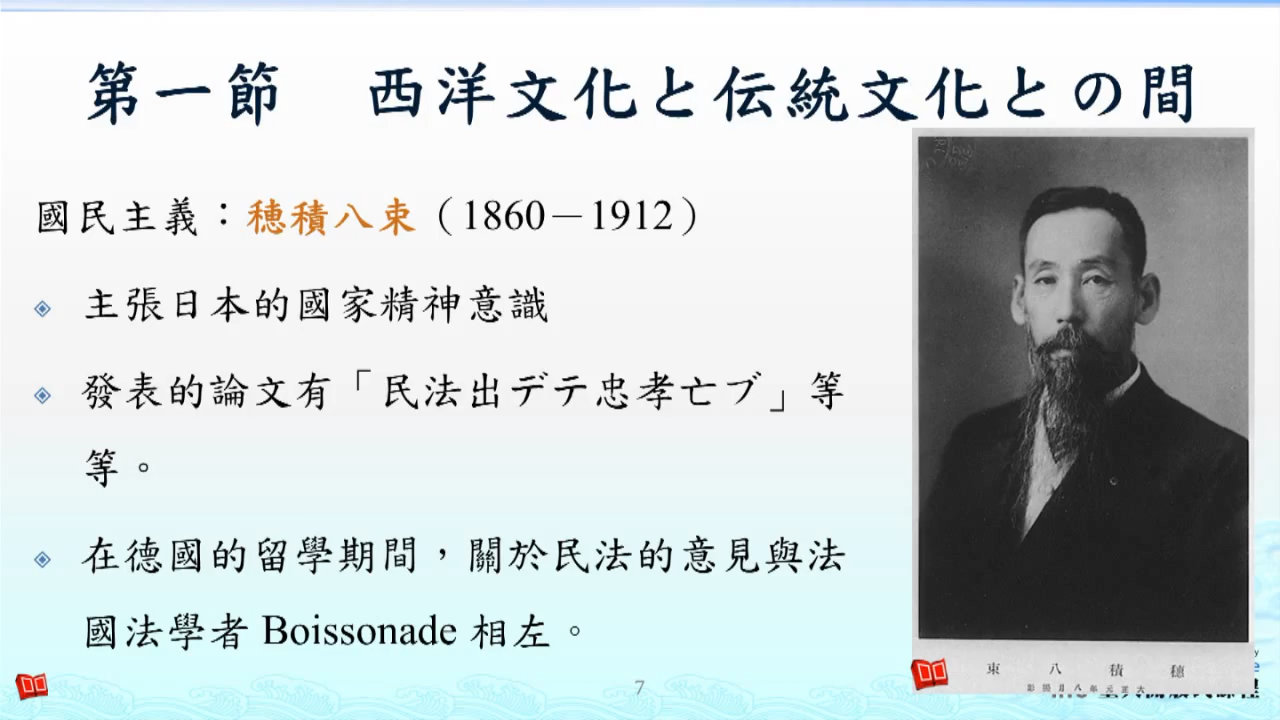 第一節　西洋文化と伝統文化との間
國民主義：穂積八束（1860－1912）
主張日本的國家精神意識
發表的論文有「民法出デテ忠孝亡ブ」等
等。
在德國的留學期間，關於民法的意見與法
國法學者 Boissonade 相左。
東八積穂
7